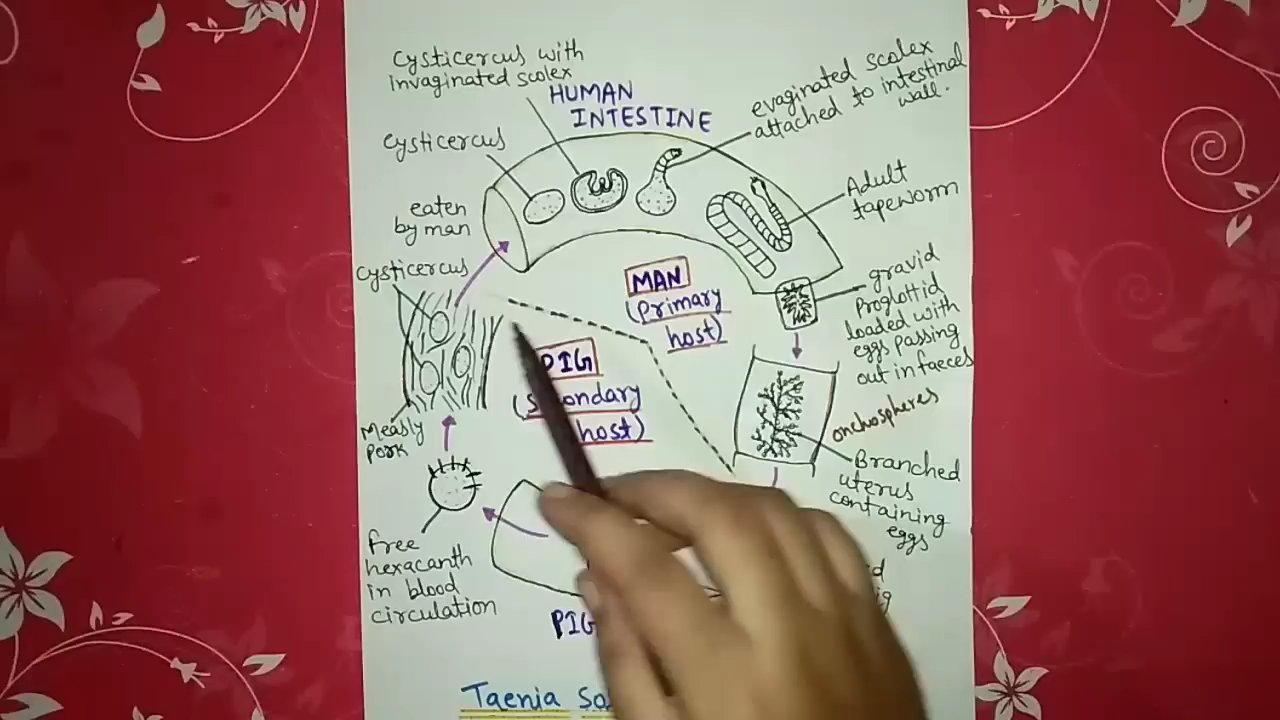 Cysticercus with
invaginated scolex
HUMAN
INTESTINE
evaginated scolex
attached to intestinal
wall.
Cysticercus
Adult
tapeworm
eaten
by man
Cysticercus
MAN
(Primary
host)
gravid
Proglottid
loaded with
eggs passing
out in faeces
PIG
(Secondary
host)
onchospheres
Measly
Pork
Branched
uterus
containing
eggs
free
hexacanth
in blood
circulation
PIG
Taenia